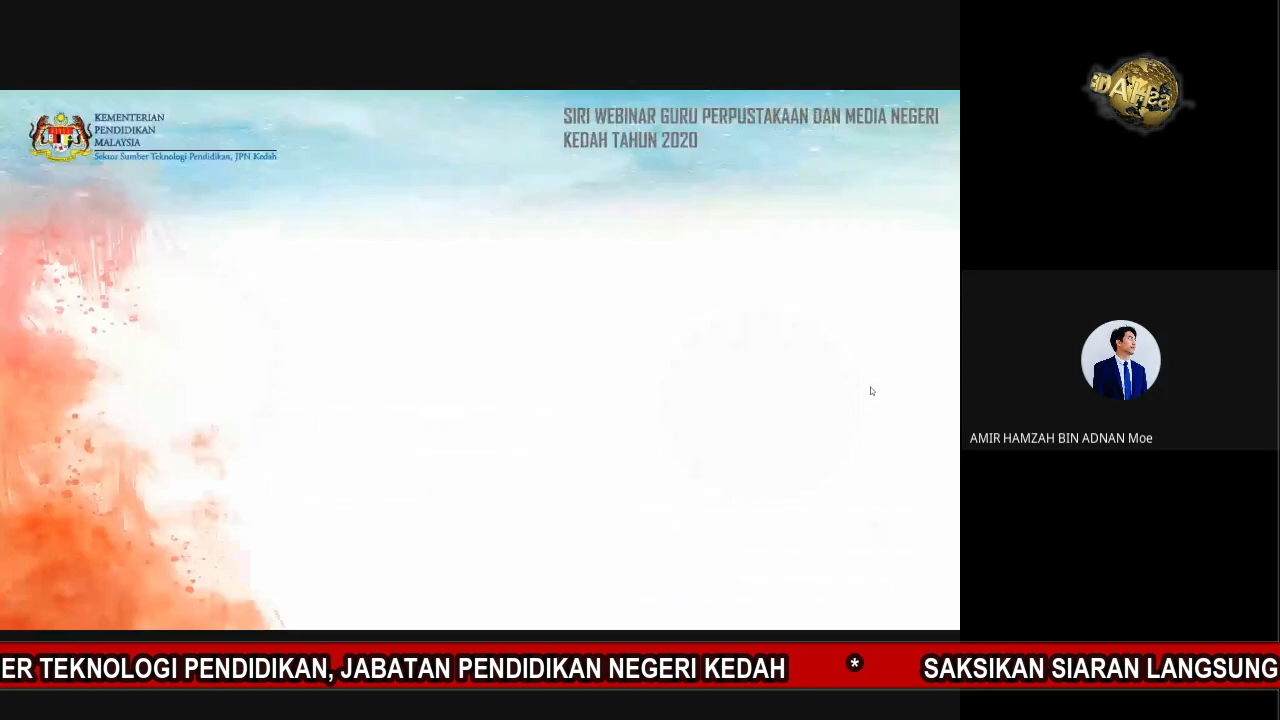 KEMENTERIAN
PENDIDIKAN
MALAYSIA
Sektor Sumber Teknologi Pendidikan, JPN Kedah
SIRI WEBINAR GURU PERPUSTAKAAN DAN MEDIA NEGERI
KEDAH TAHUN 2020
AMIR HAMZAH BIN ADNAN Moe
ER TEKNOLOGI PENDIDIKAN, JABATAN PENDIDIKAN NEGERI KEDAH * SAKSIKAN SIARAN LANGSUNG